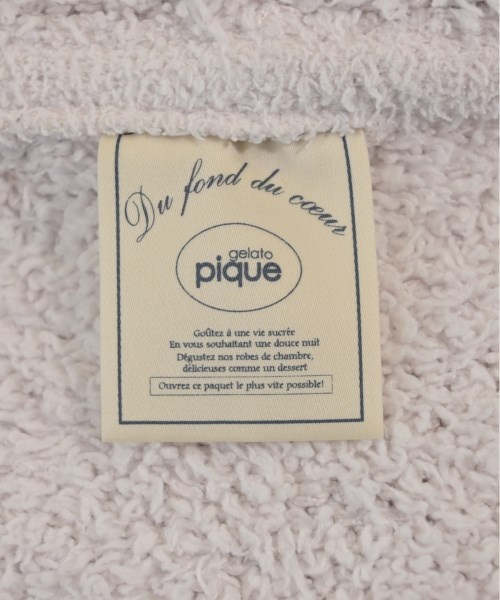 Du fond du cœur
gelato
pique
Goûtez à une vie sucrée
En vous souhaitant une douce nuit
Dégustez nos robes de chambre,
délicieuses comme un dessert
Ouvrez ce paquet le plus vite possible!